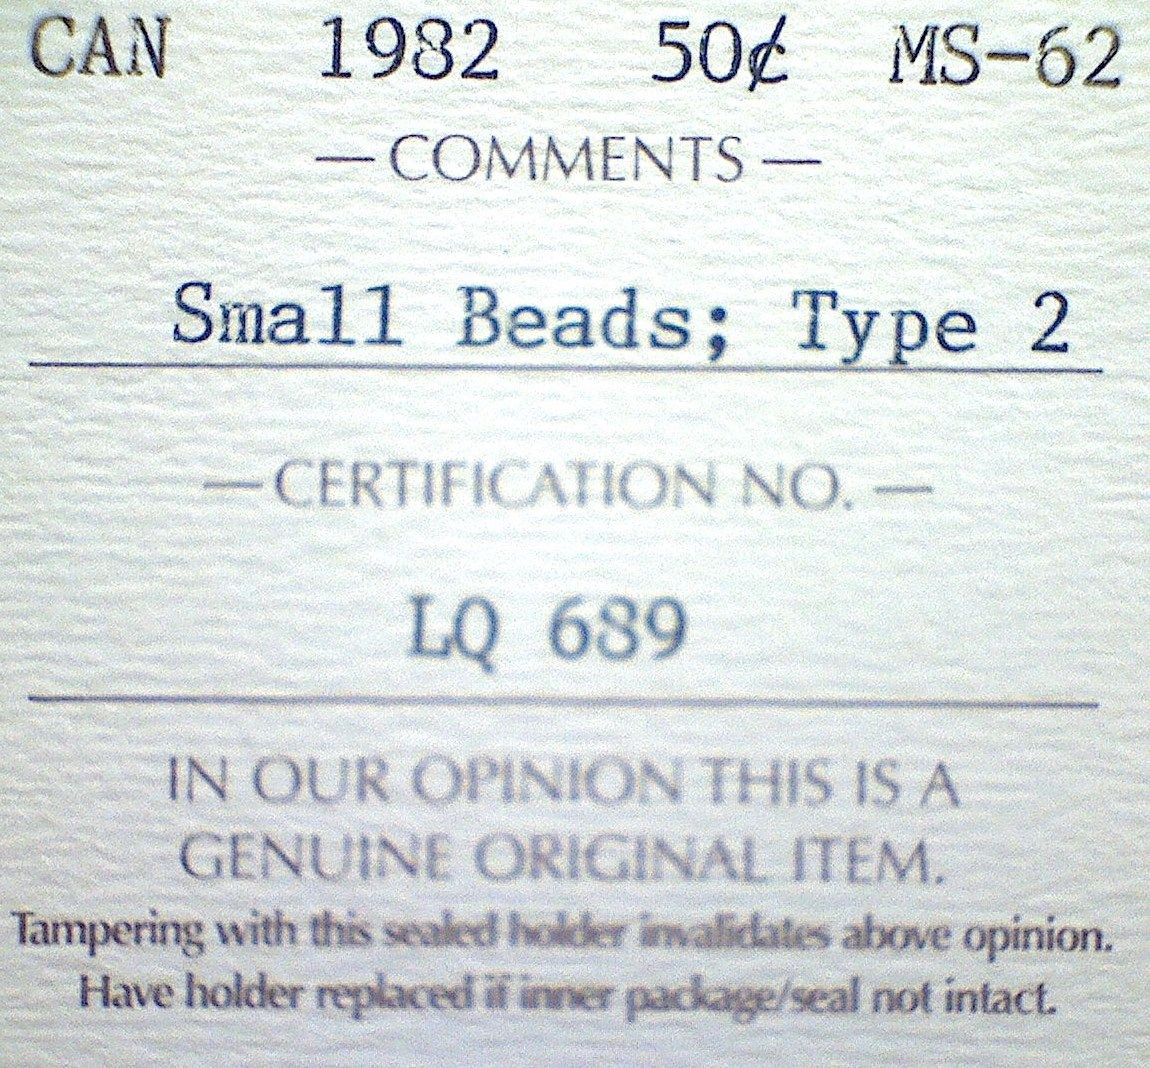 CAN 1982 50¢ MS-62
— COMMENTS —
Small Beads; Type 2
— CERTIFICATION NO. —
LQ 689
IN OUR OPINION THIS IS A
GENUINE ORIGINAL ITEM.
Tampering with this sealed holder invalidates above opinion.
Have holder replaced if inner package/seal not intact.